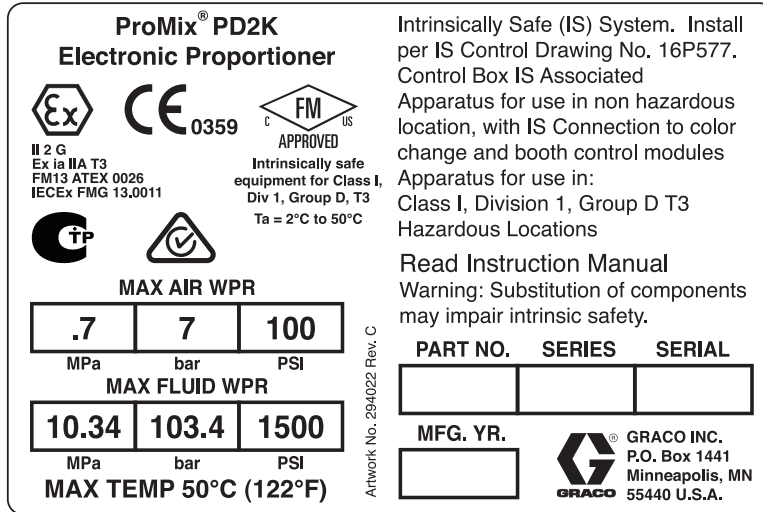 ProMix® PD2K
Electronic Proportioner
Ex
CE 0359
FM
C US
APPROVED
II 2 G
Ex ia IIA T3
FM13 ATEX 0026
IECEx FMG 13.0011
Intrinsically safe
equipment for Class I,
Div 1, Group D, T3
Ta = 2°C to 50°C
CTP
MAX AIR WPR
.7 7 100
MPa bar PSI
MAX FLUID WPR
10.34 103.4 1500
MPa bar PSI
MAX TEMP 50°C (122°F)
Artwork No. 294022 Rev. C
Intrinsically Safe (IS) System. Install
per IS Control Drawing No. 16P577.
Control Box IS Associated
Apparatus for use in non hazardous
location, with IS Connection to color
change and booth control modules
Apparatus for use in:
Class I, Division 1, Group D T3
Hazardous Locations
Read Instruction Manual
Warning: Substitution of components
may impair intrinsic safety.
PART NO. SERIES SERIAL
MFG. YR.
GRACO ®
GRACO INC.
P.O. Box 1441
Minneapolis, MN
55440 U.S.A.